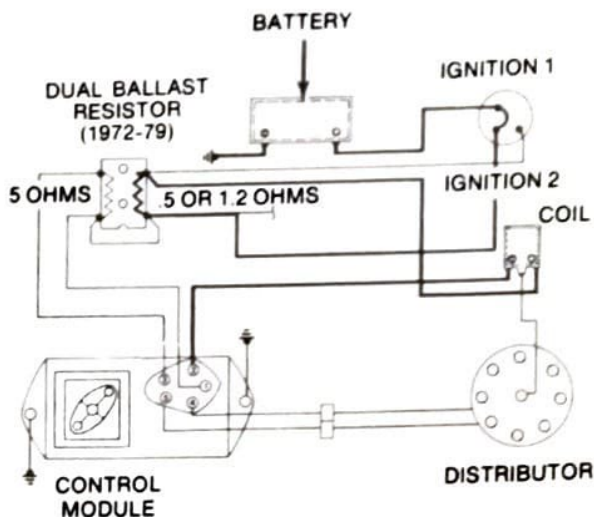 BATTERY
IGNITION 1
DUAL BALLAST
RESISTOR
(1972-79)
5 OHMS
.5 OR 1.2 OHMS
IGNITION 2
COIL
CONTROL
MODULE
DISTRIBUTOR